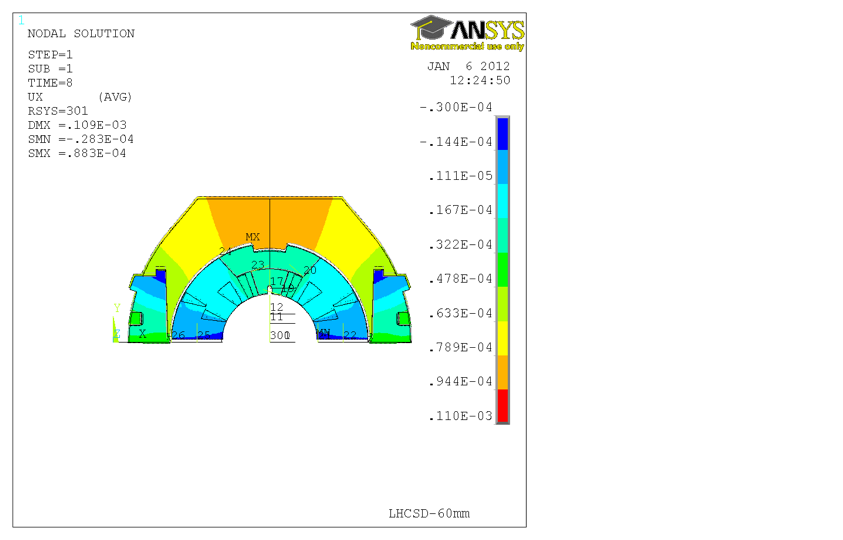 1
NODAL SOLUTION
STEP=1
SUB =1
TIME=8
UX (AVG)
RSYS=301
DMX =.109E-03
SMN =-.283E-04
SMX =.883E-04
ANSYS
Noncommercial use only
JAN 6 2012
12:24:50
-.300E-04
-.144E-04
.111E-05
.167E-04
.322E-04
.478E-04
.633E-04
.789E-04
.944E-04
.110E-03
MX
24
23
20
17
12
11
Y
Z X 26 25 300 MN 22
LHCSD-60mm